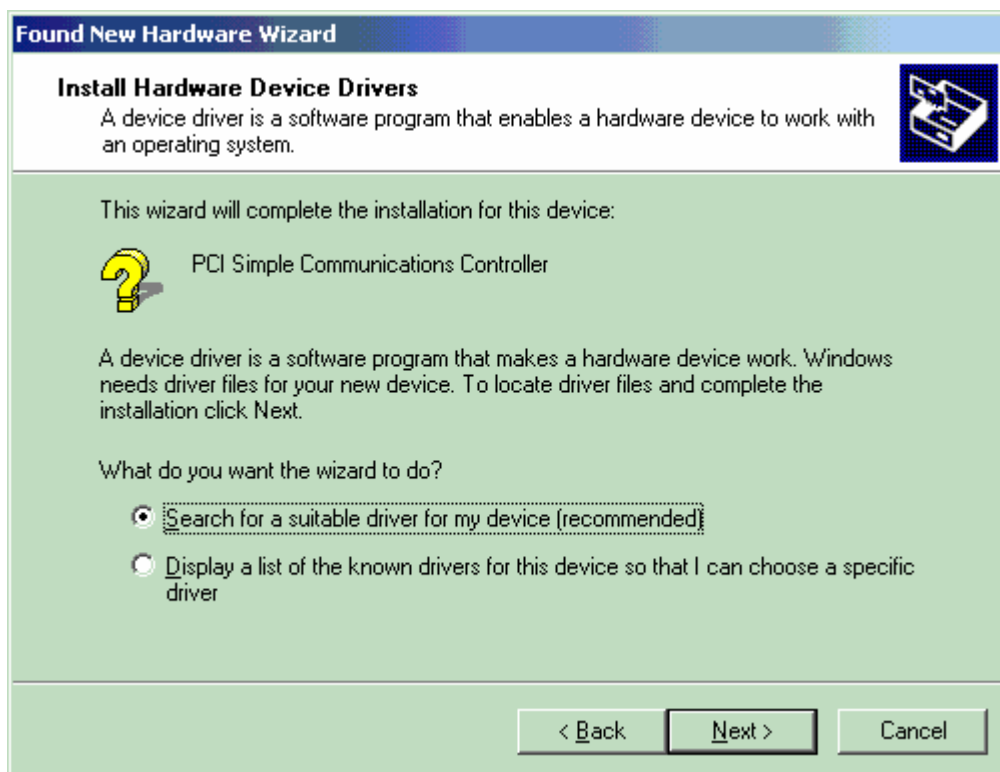 Found New Hardware Wizard
Install Hardware Device Drivers
A device driver is a software program that enables a hardware device to work with
an operating system.
This wizard will complete the installation for this device:
PCI Simple Communications Controller
A device driver is a software program that makes a hardware device work. Windows
needs driver files for your new device. To locate driver files and complete the
installation click Next.
What do you want the wizard to do?
Search for a suitable driver for my device (recommended)
Display a list of the known drivers for this device so that I can choose a specific
driver
< Back
Next >
Cancel